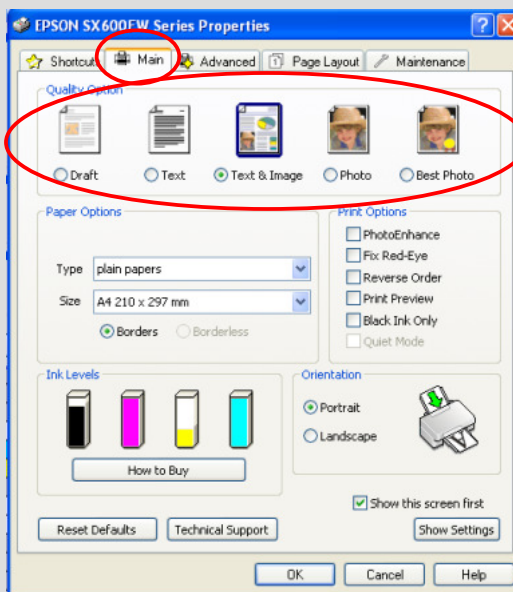 EPSON SX600FW Series Properties
Shortcuts Main Advanced Page Layout Maintenance
Quality Option
Draft Text Text & Image Photo Best Photo
Paper Options
Type plain papers
Size A4 210 x 297 mm
Borders Borderless
Print Options
PhotoEnhance
Fix Red-Eye
Reverse Order
Print Preview
Black Ink Only
Quiet Mode
Ink Levels
How to Buy
Orientation
Portrait
Landscape
Show this screen first
Reset Defaults Technical Support Show Settings
OK Cancel Help